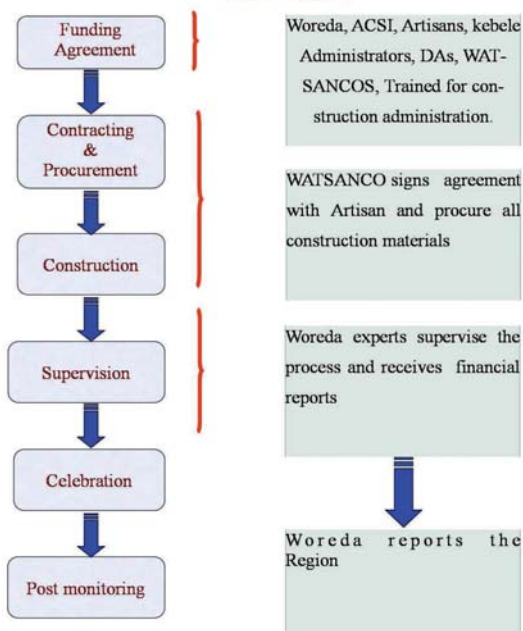 Funding
Agreement
Contracting
&
Procurement
Construction
Supervision
Celebration
Post monitoring
Woreda, ACSI, Artisans, kebele
Administrators, DAs, WAT-
SANCOS, Trained for con-
struction administration.
WATSANCO signs agreement
with Artisan and procure all
construction materials
Woreda experts supervise the
process and receives financial
reports
Woreda reports the
Region